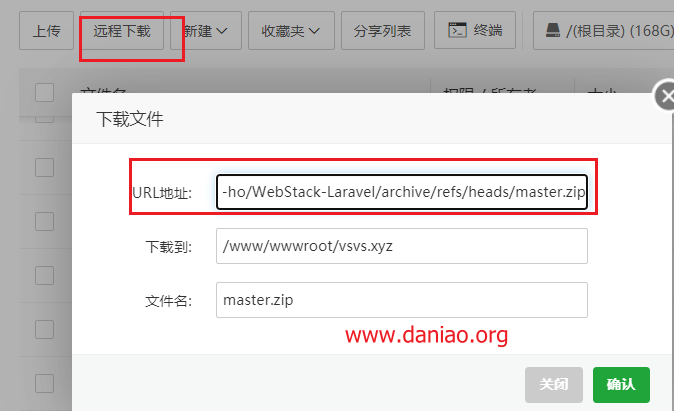 上传 远程下载 新建 收藏夹 分享列表 终端 /(根目录) (168G)
文件名 权限 / 所有者 大小
下载文件
URL地址: -ho/WebStack-Laravel/archive/refs/heads/master.zip
下载到: /www/wwwroot/vsvs.xyz
文件名: master.zip
www.daniao.org
关闭 确认